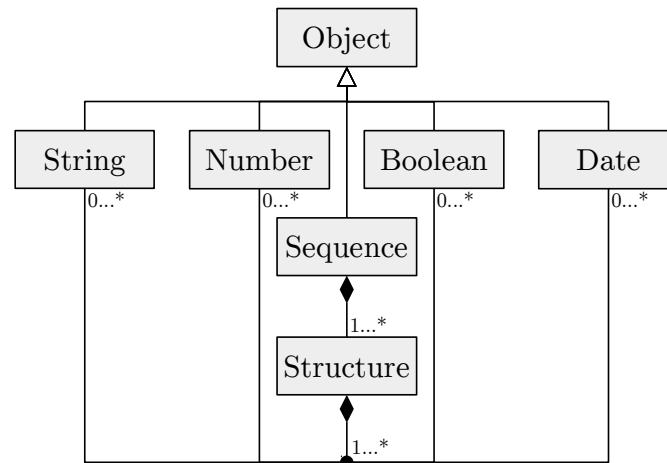 Object
String Number Boolean Date
0...* 0...* 0...* 0...*
Sequence
1...*
Structure
1...*